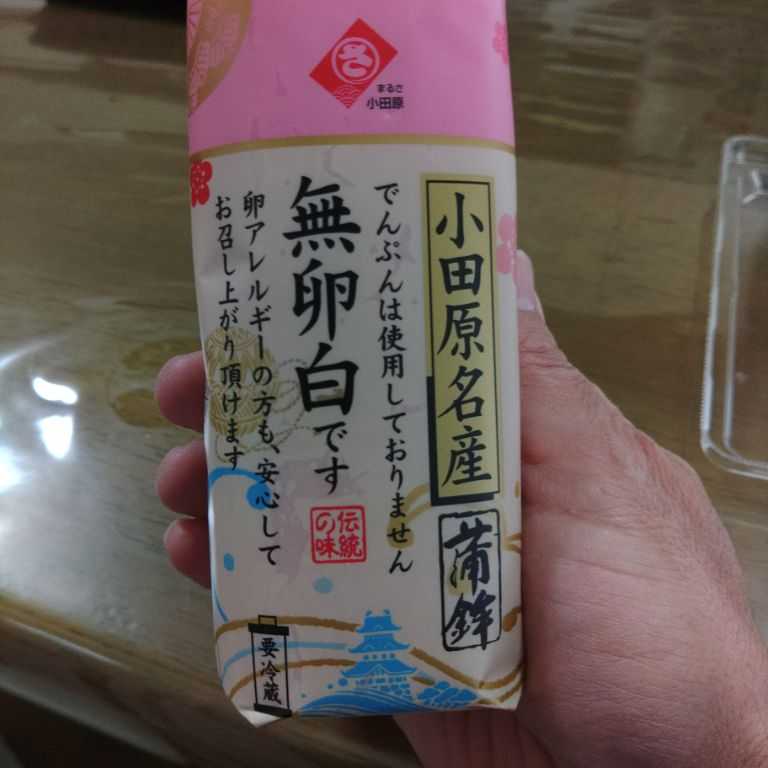 まるさ
小田原
小田原名産
蒲鉾
でんぷんは使用しておりません
無卵白です
伝統
の味
卵アレルギーの方も、安心して
お召し上がり頂けます
要冷蔵